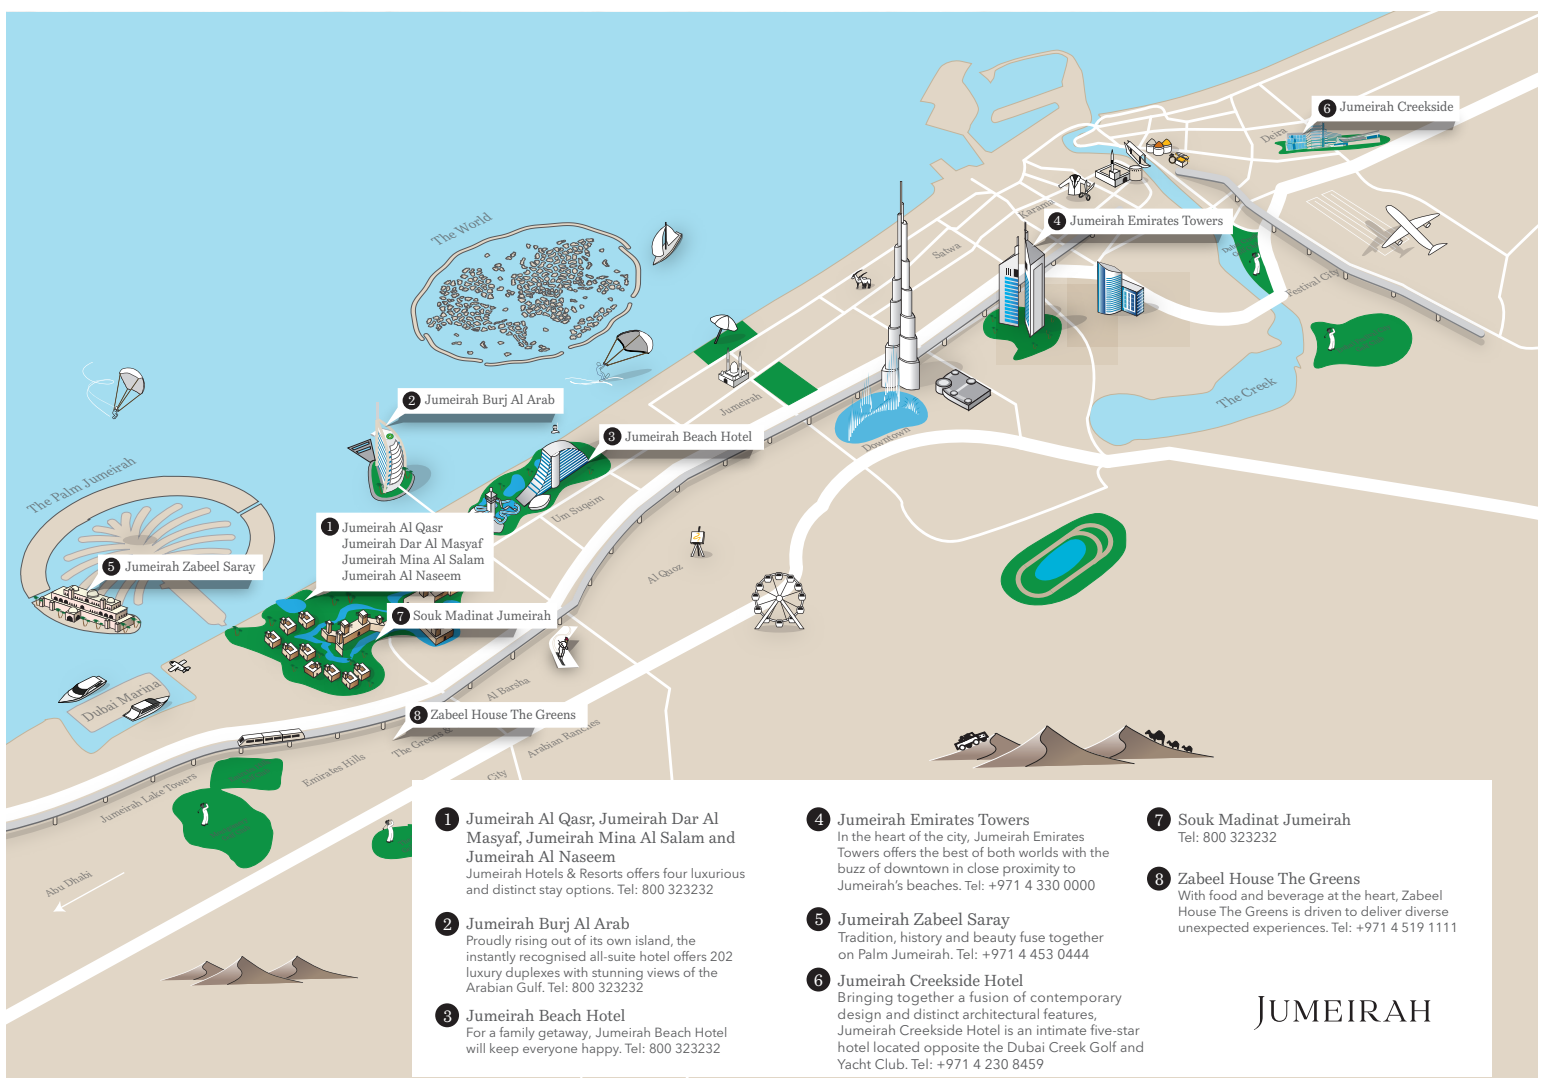 6 Jumeirah Creekside
Deira
Karama
4 Jumeirah Emirates Towers
The World
Satwa
Festival City
The Creek
2 Jumeirah Burj Al Arab
Jumeirah
3 Jumeirah Beach Hotel
Downtown
The Palm Jumeirah
Um Suqeim
1 Jumeirah Al Qasr
Jumeirah Dar Al Masyaf
Jumeirah Mina Al Salam
Jumeirah Al Naseem
5 Jumeirah Zabeel Saray
Al Quoz
7 Souk Madinat Jumeirah
Dubai Marina
Al Barsha
8 Zabeel House The Greens
The Greens
Arabian Ranches
Emirates Hills
City
Jumeirah Lake Towers
Abu Dhabi
1 Jumeirah Al Qasr, Jumeirah Dar Al
Masyaf, Jumeirah Mina Al Salam and
Jumeirah Al Naseem
Jumeirah Hotels & Resorts offers four luxurious
and distinct stay options. Tel: 800 323232
2 Jumeirah Burj Al Arab
Proudly rising out of its own island, the
instantly recognised all-suite hotel offers 202
luxury duplexes with stunning views of the
Arabian Gulf. Tel: 800 323232
3 Jumeirah Beach Hotel
For a family getaway, Jumeirah Beach Hotel
will keep everyone happy. Tel: 800 323232
4 Jumeirah Emirates Towers
In the heart of the city, Jumeirah Emirates
Towers offers the best of both worlds with the
buzz of downtown in close proximity to
Jumeirah's beaches. Tel: +971 4 330 0000
5 Jumeirah Zabeel Saray
Tradition, history and beauty fuse together
on Palm Jumeirah. Tel: +971 4 453 0444
6 Jumeirah Creekside Hotel
Bringing together a fusion of contemporary
design and distinct architectural features,
Jumeirah Creekside Hotel is an intimate five-star
hotel located opposite the Dubai Creek Golf and
Yacht Club. Tel: +971 4 230 8459
7 Souk Madinat Jumeirah
Tel: 800 323232
8 Zabeel House The Greens
With food and beverage at the heart, Zabeel
House The Greens is driven to deliver diverse
unexpected experiences. Tel: +971 4 519 1111
JUMEIRAH